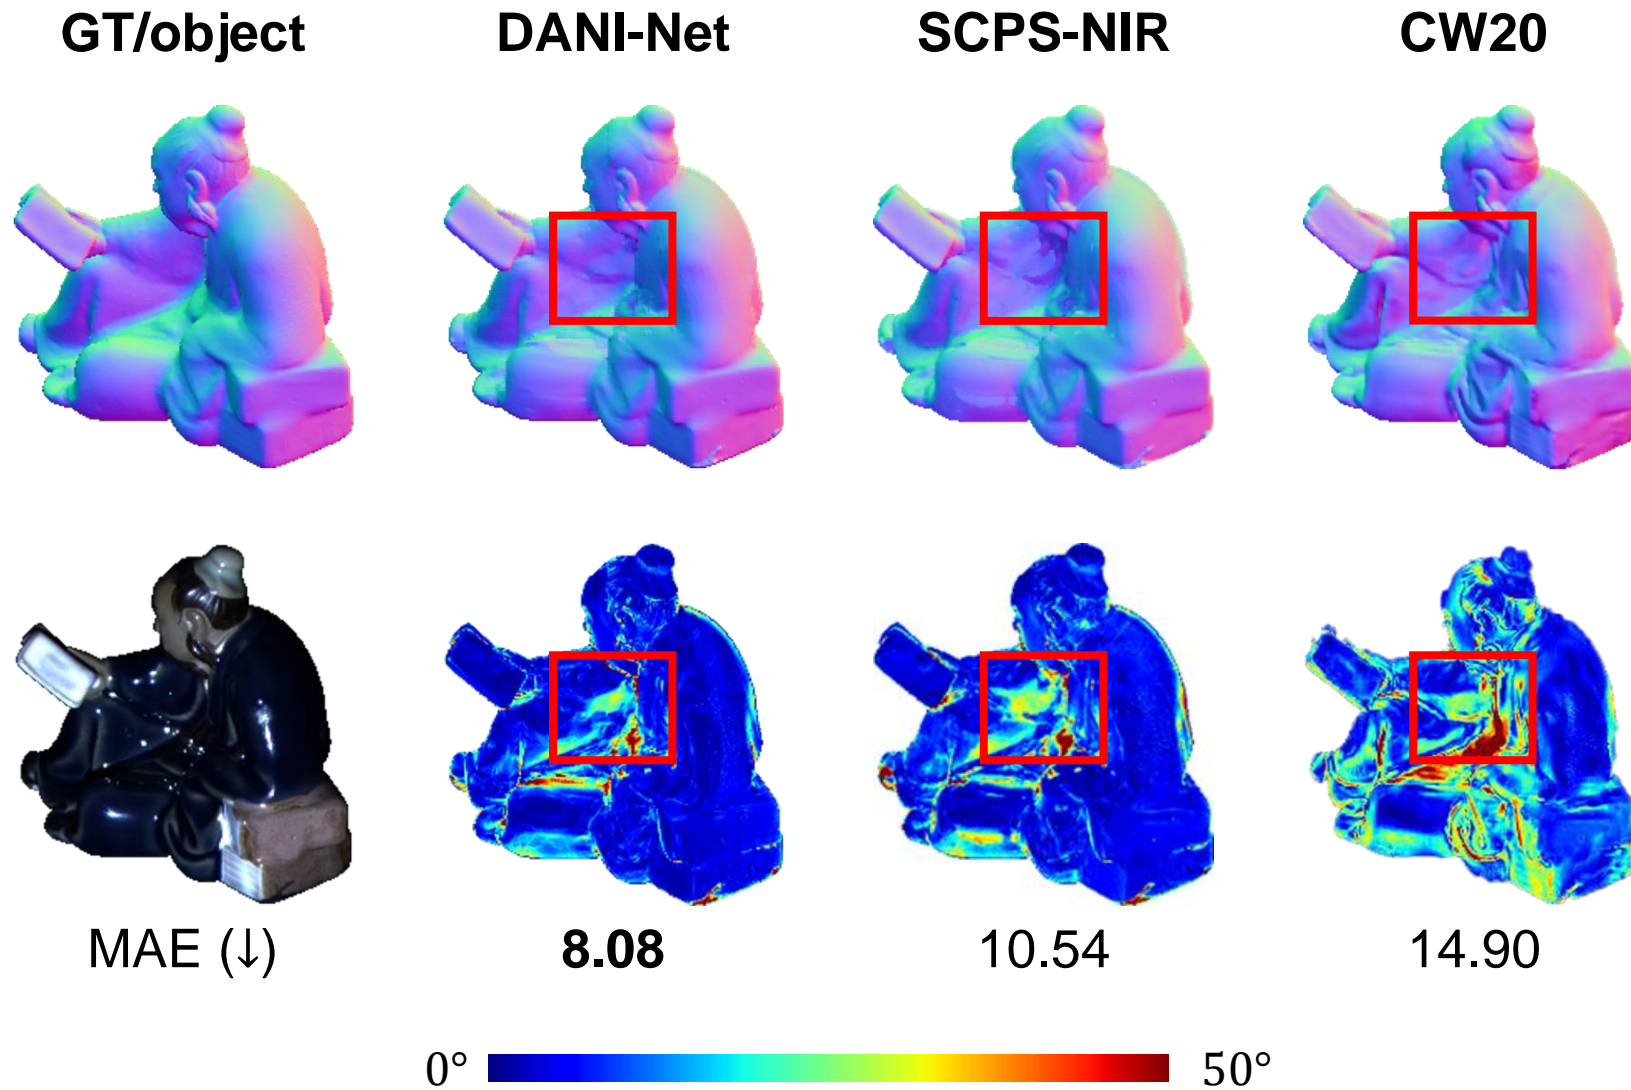 GT/object DANI-Net SCPS-NIR CW20
MAE (↓) 8.08 10.54 14.90
0° 50°